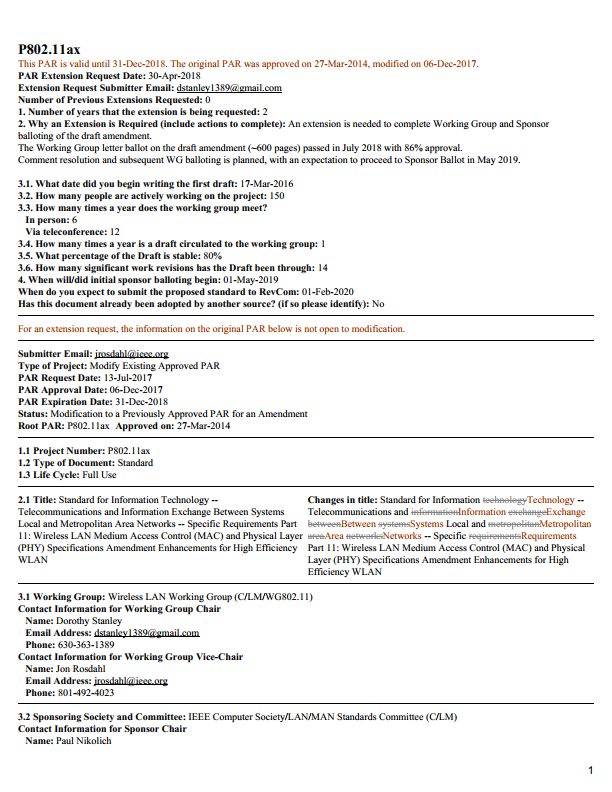 P802.11ax
This PAR is valid until 31-Dec-2018. The original PAR was approved on 27-Mar-2014, modified on 06-Dec-2017.
PAR Extension Request Date: 30-Apr-2018
Extension Request Submitter Email: dstanley1389@gmail.com
Number of Previous Extensions Requested: 0
1. Number of years that the extension is being requested: 2
2. Why an Extension is Required (include actions to complete): An extension is needed to complete Working Group and Sponsor
balloting of the draft amendment.
The Working Group letter ballot on the draft amendment (~600 pages) passed in July 2018 with 86% approval.
Comment resolution and subsequent WG balloting is planned, with an expectation to proceed to Sponsor Ballot in May 2019.
3.1. What date did you begin writing the first draft: 17-Mar-2016
3.2. How many people are actively working on the project: 150
3.3. How many times a year does the working group meet?
In person: 6
Via teleconference: 12
3.4. How many times a year is a draft circulated to the working group: 1
3.5. What percentage of the Draft is stable: 80%
3.6. How many significant work revisions has the Draft been through: 14
4. When will/did initial sponsor balloting begin: 01-May-2019
When do you expect to submit the proposed standard to RevCom: 01-Feb-2020
Has this document already been adopted by another source? (if so please identify): No
For an extension request, the information on the original PAR below is not open to modification.
Submitter Email: jrosdahl@ieee.org
Type of Project: Modify Existing Approved PAR
PAR Request Date: 13-Jul-2017
PAR Approval Date: 06-Dec-2017
PAR Expiration Date: 31-Dec-2018
Status: Modification to a Previously Approved PAR for an Amendment
Root PAR: P802.11ax Approved on: 27-Mar-2014
1.1 Project Number: P802.11ax
1.2 Type of Document: Standard
1.3 Life Cycle: Full Use
2.1 Title: Standard for Information Technology --
Telecommunications and Information Exchange Between Systems
Local and Metropolitan Area Networks -- Specific Requirements Part
11: Wireless LAN Medium Access Control (MAC) and Physical Layer
(PHY) Specifications Amendment Enhancements for High Efficiency
WLAN
Changes in title: Standard for Information technologyTechnology --
Telecommunications and informationInformation exchangeExchange
betweenBetween systemsSystems Local and metropolitanMetropolitan
areaArea networksNetworks -- Specific requirementsRequirements
Part 11: Wireless LAN Medium Access Control (MAC) and Physical
Layer (PHY) Specifications Amendment Enhancements for High
Efficiency WLAN
3.1 Working Group: Wireless LAN Working Group (C/LM/WG802.11)
Contact Information for Working Group Chair
Name: Dorothy Stanley
Email Address: dstanley1389@gmail.com
Phone: 630-363-1389
Contact Information for Working Group Vice-Chair
Name: Jon Rosdahl
Email Address: jrosdahl@ieee.org
Phone: 801-492-4023
3.2 Sponsoring Society and Committee: IEEE Computer Society/LAN/MAN Standards Committee (C/LM)
Contact Information for Sponsor Chair
Name: Paul Nikolich
1